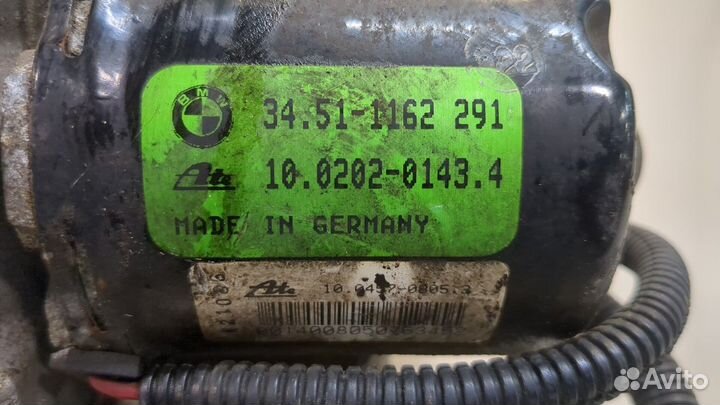 BMW
34.51-1162 291
Ate 10.0202-0143.4
MADE IN GERMANY
Ate
Avito